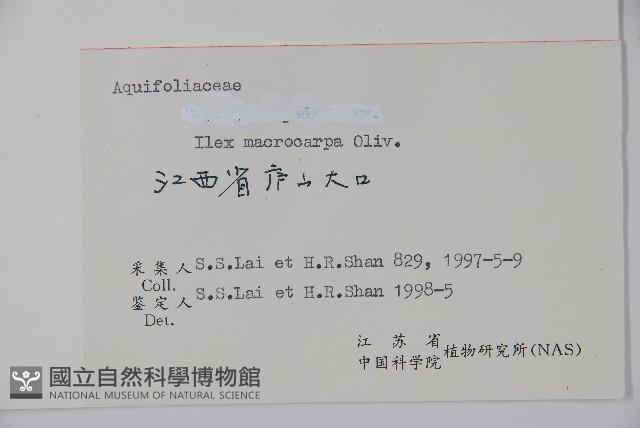 Aquifoliaceae
Ilex macrocarpa Oliv.
江西省庐山大口
采集人 S.S.Lai et H.R.Shan 829, 1997-5-9
Coll.
鉴定人 S.S.Lai et H.R.Shan 1998-5
Det.
江苏省
中国科学院 植物研究所(NAS)
國立自然科學博物館
NATIONAL MUSEUM OF NATURAL SCIENCE